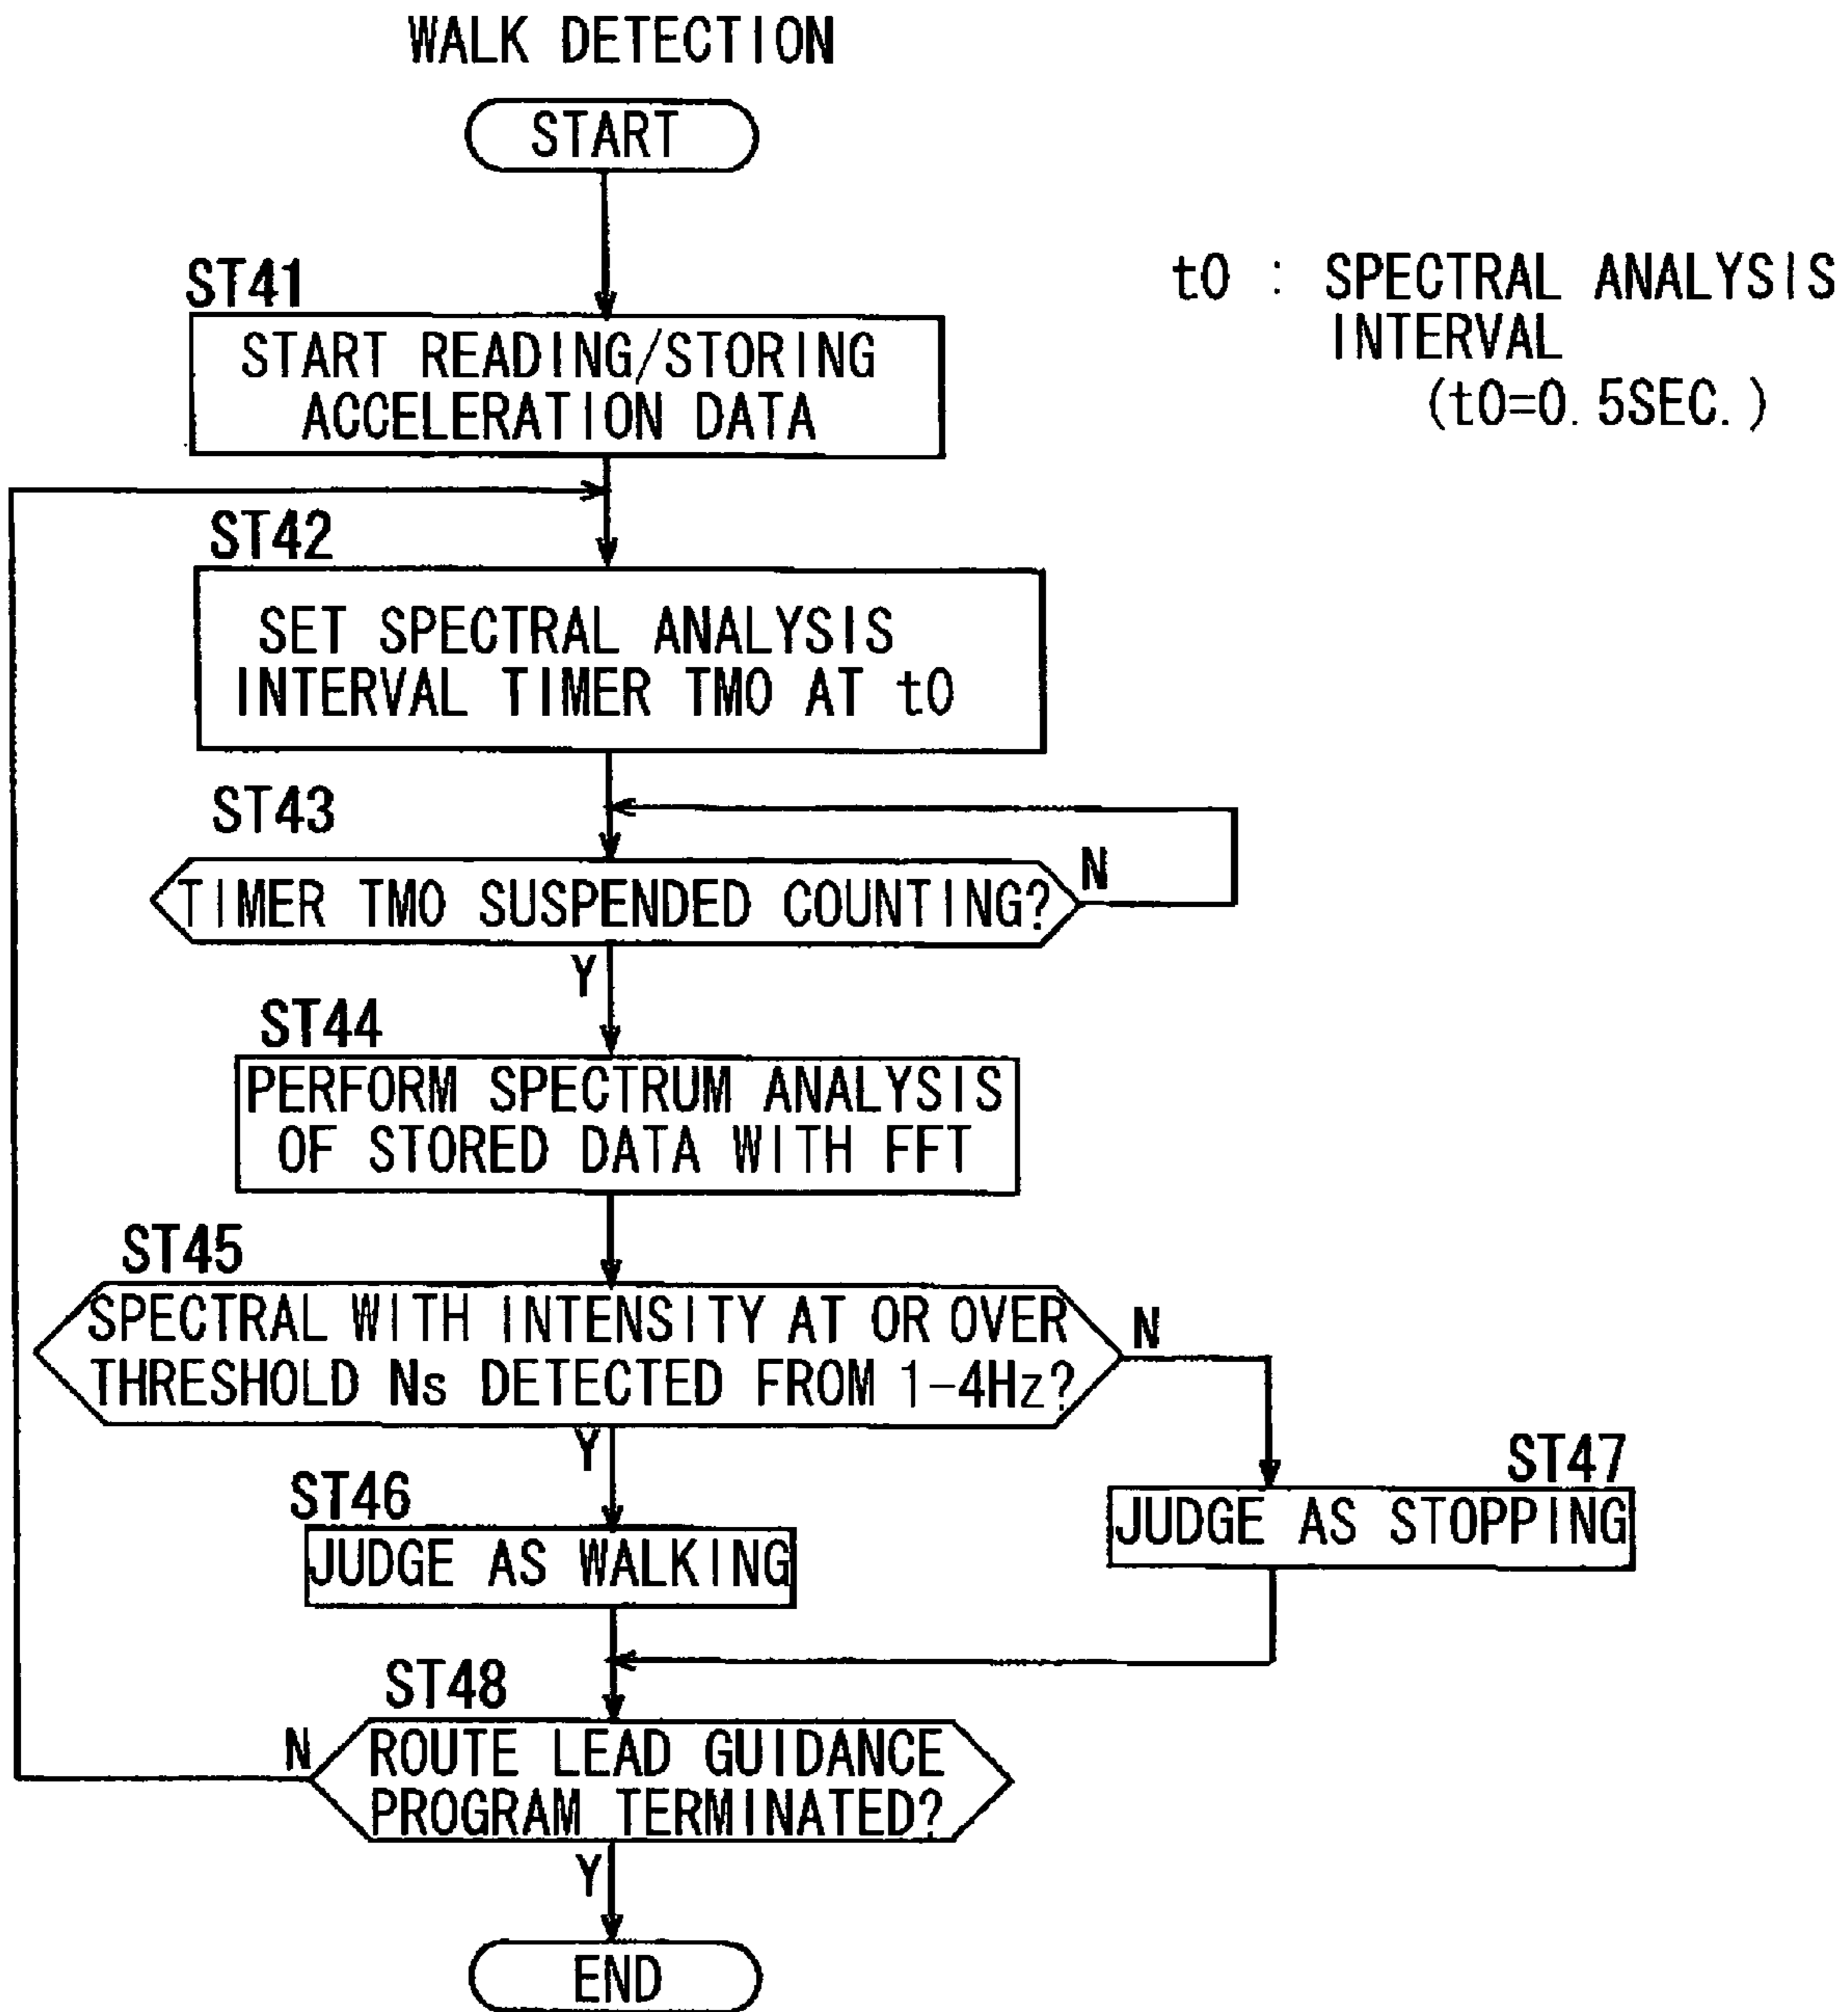 WALK DETECTION
START
t0 : SPECTRAL ANALYSIS
INTERVAL
(t0=0.5SEC.)
ST41
START READING/STORING
ACCELERATION DATA
ST42
SET SPECTRAL ANALYSIS
INTERVAL TIMER TM0 AT t0
ST43
TIMER TM0 SUSPENDED COUNTING?
N
Y
ST44
PERFORM SPECTRUM ANALYSIS
OF STORED DATA WITH FFT
ST45
SPECTRAL WITH INTENSITY AT OR OVER
THRESHOLD Ns DETECTED FROM 1-4Hz?
N
Y
ST46
JUDGE AS WALKING
ST47
JUDGE AS STOPPING
ST48
N
ROUTE LEAD GUIDANCE
PROGRAM TERMINATED?
Y
END